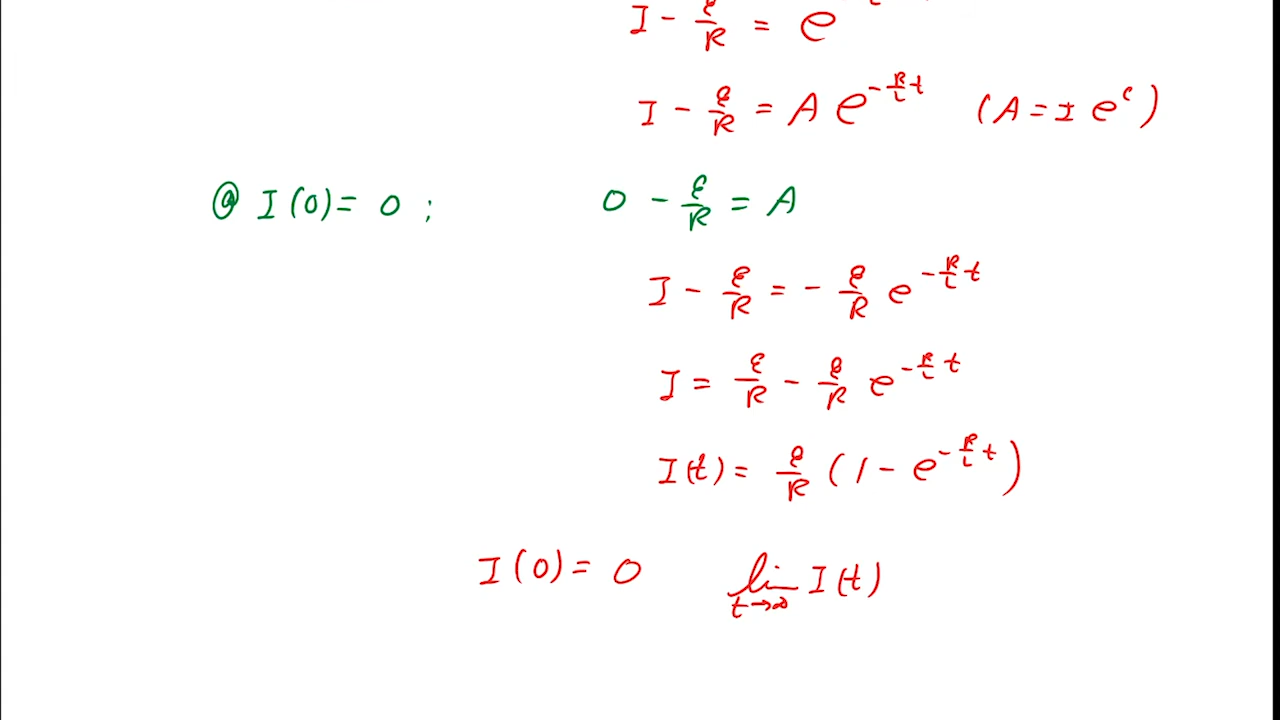 I - ε/R = e
I - ε/R = A e^{-R/L t} (A = ± e^c)
@ I(0) = 0 ; 0 - ε/R = A
I - ε/R = - ε/R e^{-R/L t}
I = ε/R - ε/R e^{-R/L t}
I(t) = ε/R (1 - e^{-R/L t})
I(0) = 0 lim_{t→∞} I(t)